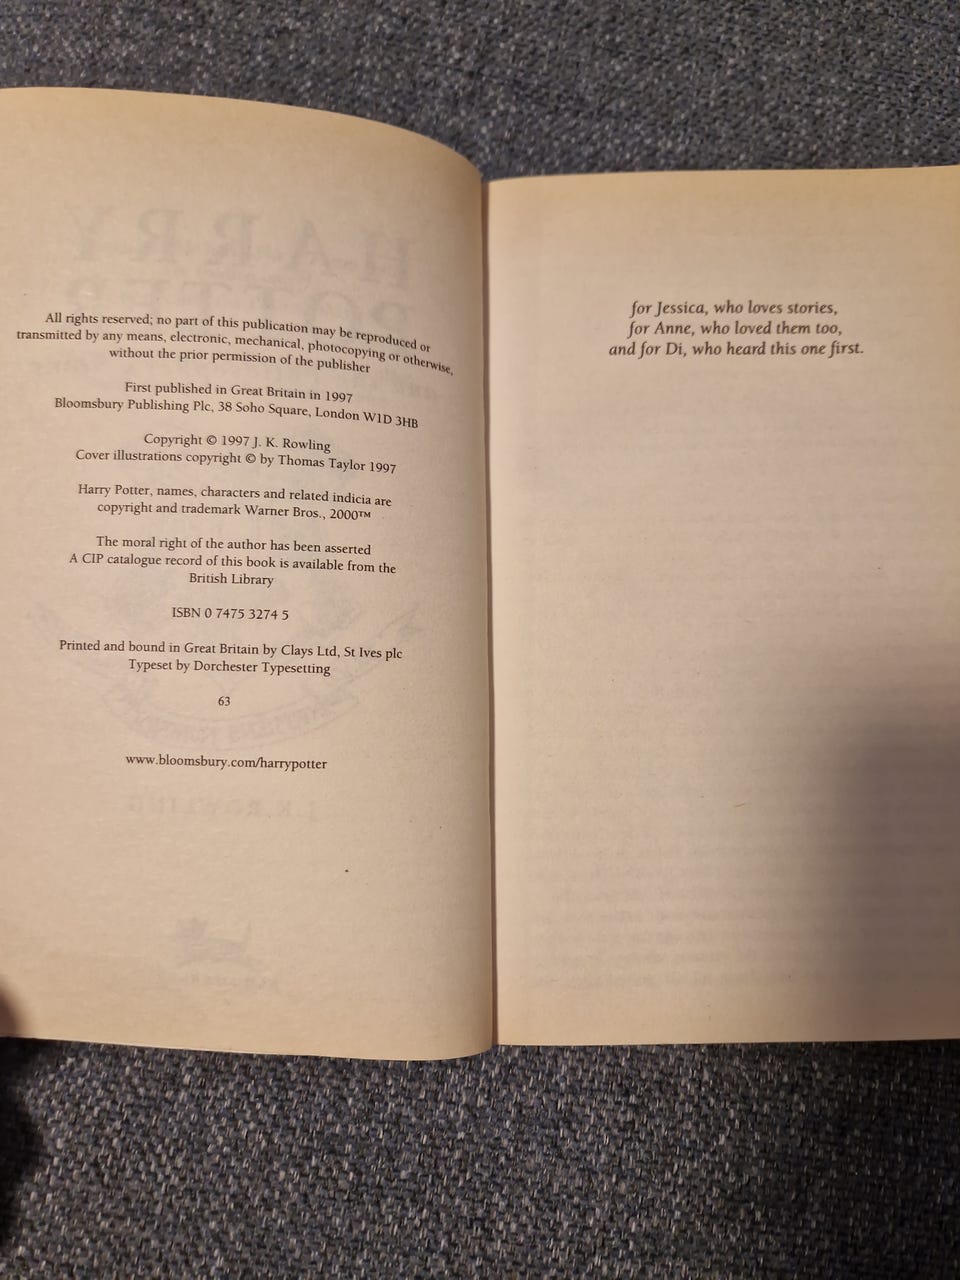 All rights reserved; no part of this publication may be reproduced or
transmitted by any means, electronic, mechanical, photocopying or otherwise,
without the prior permission of the publisher
First published in Great Britain in 1997
Bloomsbury Publishing Plc, 38 Soho Square, London W1D 3HB
Copyright © 1997 J. K. Rowling
Cover illustrations copyright © by Thomas Taylor 1997
Harry Potter, names, characters and related indicia are
copyright and trademark Warner Bros., 2000™
The moral right of the author has been asserted
A CIP catalogue record of this book is available from the
British Library
ISBN 0 7475 3274 5
Printed and bound in Great Britain by Clays Ltd, St Ives plc
Typeset by Dorchester Typesetting
63
www.bloomsbury.com/harrypotter
for Jessica, who loves stories,
for Anne, who loved them too,
and for Di, who heard this one first.